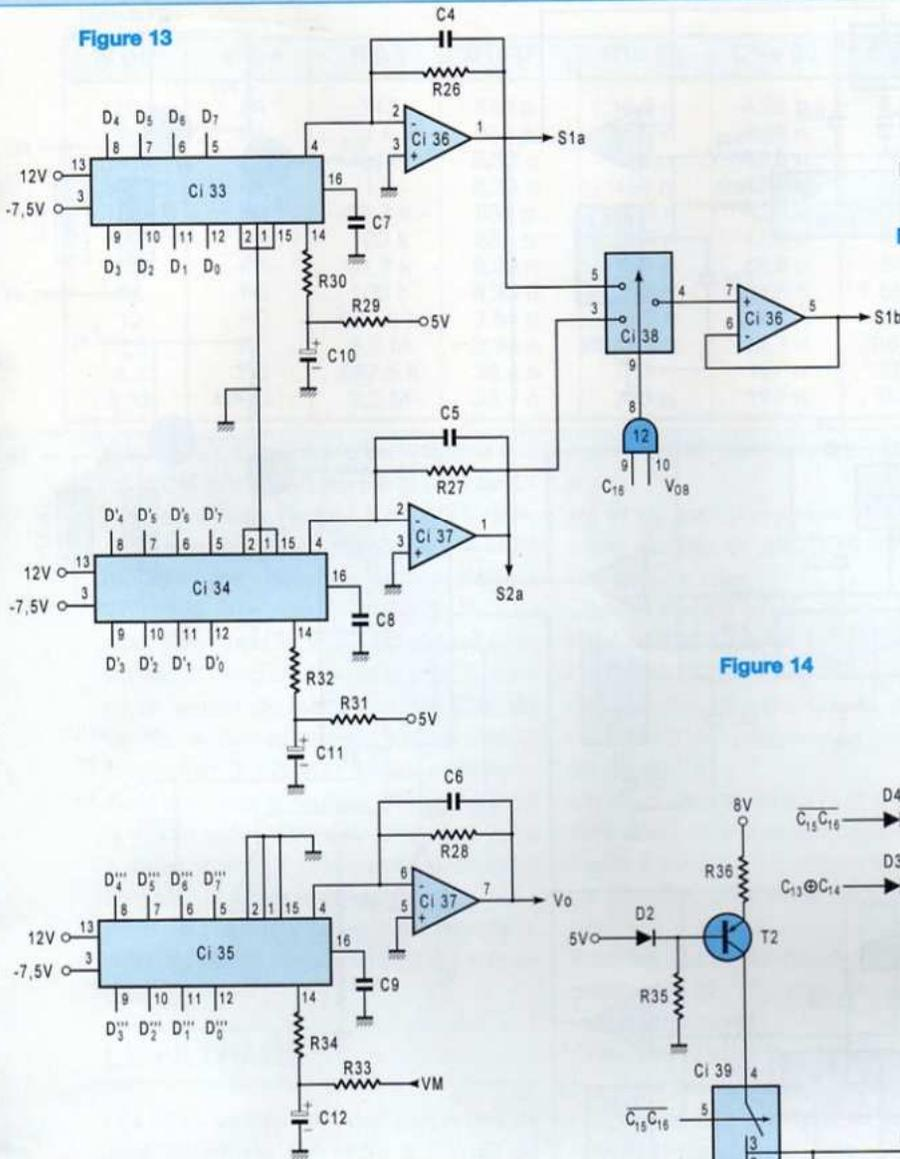 Figure 13
C4
R26
D4 D5 D6 D7
8 7 6 5 4
2 - Ci 36 1 S1a
3 +
12V 13
Ci 33
16
-7,5V 3
C7
9 10 11 12 2 1 15 14
D3 D2 D1 D0
R30
R29
5V
+ C10 -
5 4
3
Ci 38
9
7 + Ci 36 5 S1b
6 -
8
12
9 10
C16 V08
C5
R27
D'4 D'5 D'6 D'7
8 7 6 5 2 1 15 4
2 - Ci 37 1
3 +
S2a
12V 13
Ci 34
16
-7,5V 3
C8
9 10 11 12 14
D'3 D'2 D'1 D'0
R32
R31
5V
+ C11 -
Figure 14
C6
R28
D'''4 D'''5 D'''6 D'''7
8 7 6 5 2 1 15 4
6 - Ci 37 7 Vo
5 +
12V 13
Ci 35
16
-7,5V 3
C9
9 10 11 12 14
D'''3 D'''2 D'''1 D'''0
R34
R33
VM
+ C12 -
8V
C15C16 D4
R36
D3
C13⊕C14
5V D2
T2
R35
Ci 39 4
C15C16 5
3